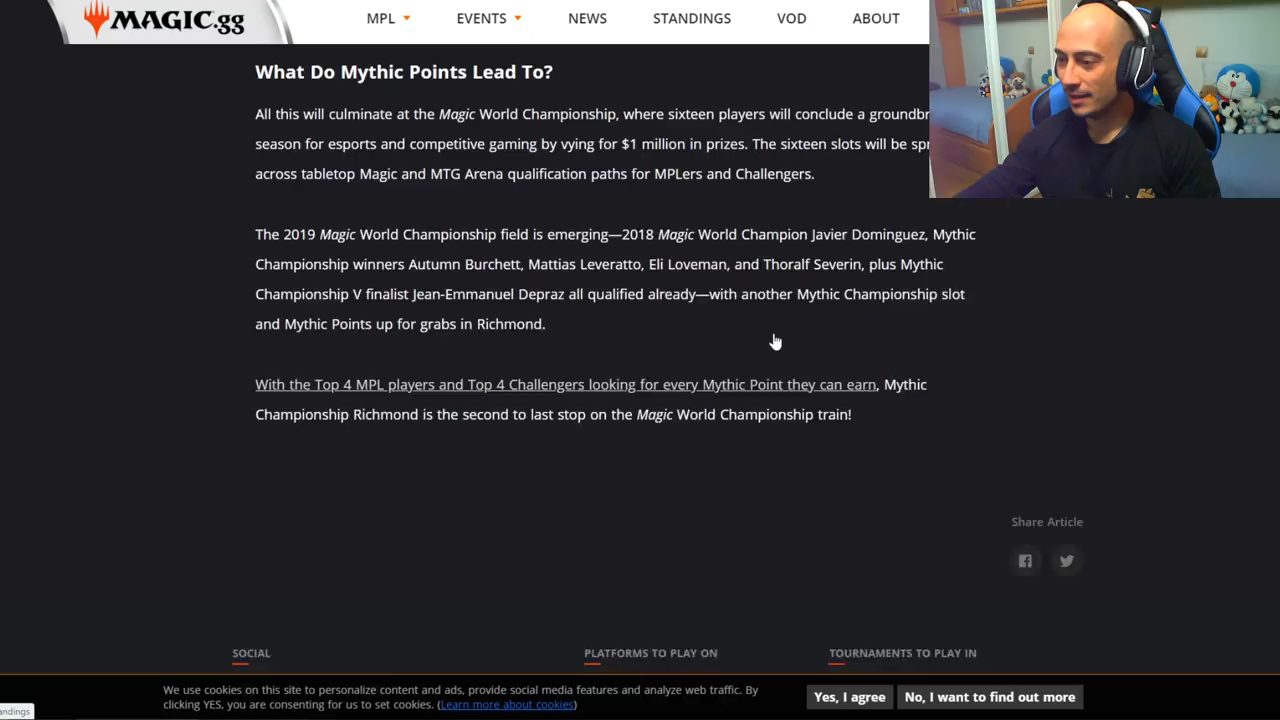 MAGIC.gg
MPL EVENTS NEWS STANDINGS VOD ABOUT
What Do Mythic Points Lead To?
All this will culminate at the Magic World Championship, where sixteen players will conclude a
season for esports and competitive gaming by vying for $1 million in prizes. The sixteen slots will be
across tabletop Magic and MTG Arena qualification paths for MPLers and Challengers.
The 2019 Magic World Championship field is emerging—2018 Magic World Champion Javier Dominguez, Mythic
Championship winners Autumn Burchett, Mattias Leveratto, Eli Loveman, and Thoralf Severin, plus Mythic
Championship V finalist Jean-Emmanuel Depraz all qualified already—with another Mythic Championship slot
and Mythic Points up for grabs in Richmond.
With the Top 4 MPL players and Top 4 Challengers looking for every Mythic Point they can earn, Mythic
Championship Richmond is the second to last stop on the Magic World Championship train!
Share Article
SOCIAL PLATFORMS TO PLAY ON TOURNAMENTS TO PLAY IN
We use cookies on this site to personalize content and ads, provide social media features and analyze web traffic. By
clicking YES, you are consenting for us to set cookies. (Learn more about cookies)
Yes, I agree No, I want to find out more